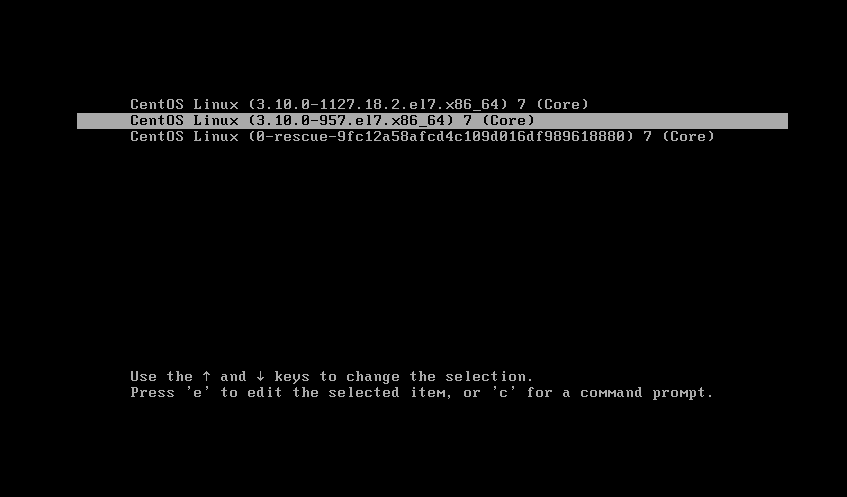 CentOS Linux (3.10.0-1127.18.2.el7.x86_64) 7 (Core)
CentOS Linux (3.10.0-957.el7.x86_64) 7 (Core)
CentOS Linux (0-rescue-9fc12a58afcd4c109d016df989618880) 7 (Core)
Use the ↑ and ↓ keys to change the selection.
Press 'e' to edit the selected item, or 'c' for a command prompt.